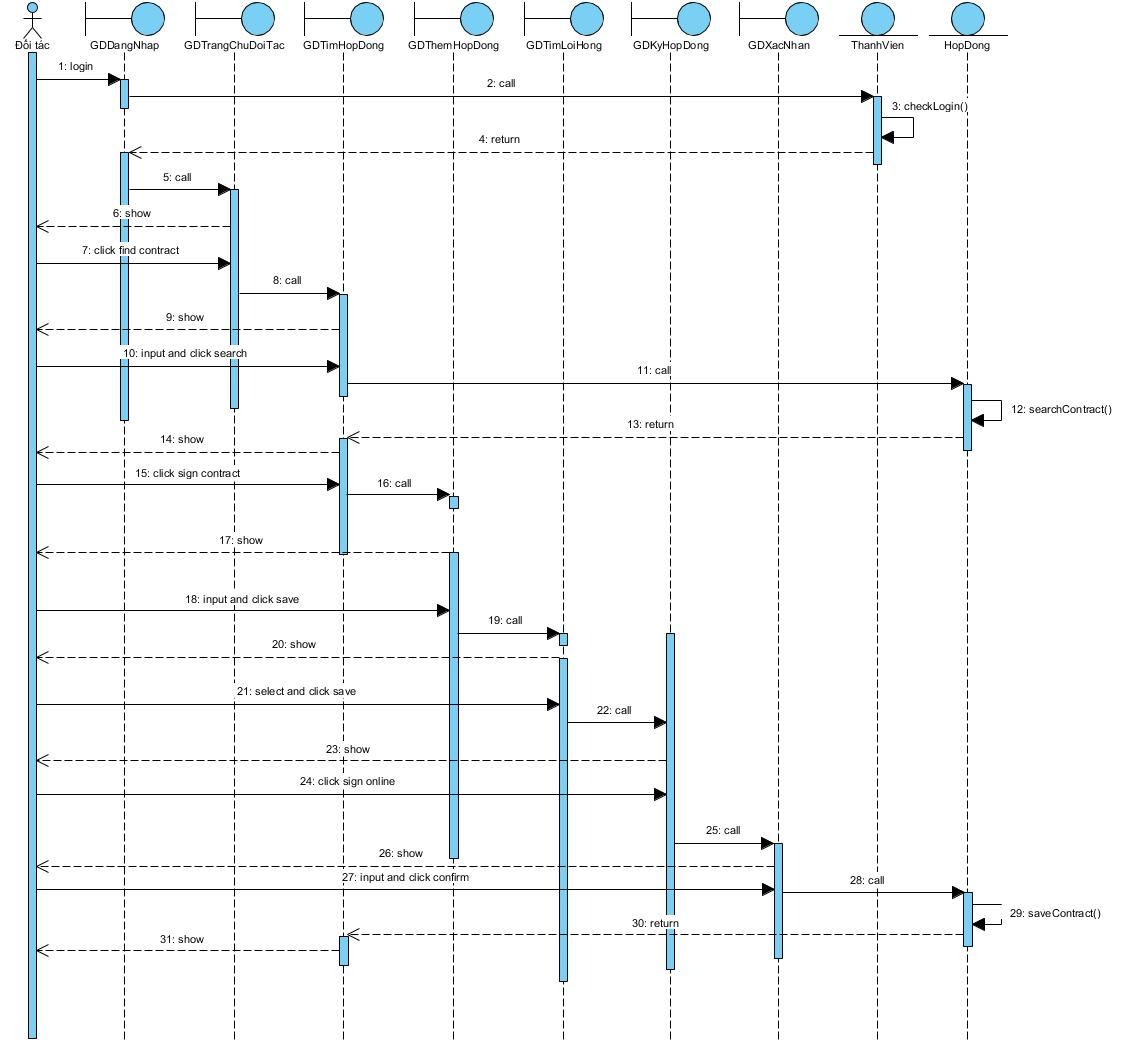 Đối tác
GDDangNhap
GDTrangChuDoiTac
GDTimHopDong
GDThemHopDong
GDTimLoiHong
GDKyHopDong
GDXacNhan
ThanhVien
HopDong
1: login
2: call
3: checkLogin()
4: return
5: call
6: show
7: click find contract
8: call
9: show
10: input and click search
11: call
12: searchContract()
13: return
14: show
15: click sign contract
16: call
17: show
18: input and click save
19: call
20: show
21: select and click save
22: call
23: show
24: click sign online
25: call
26: show
27: input and click confirm
28: call
29: saveContract()
30: return
31: show